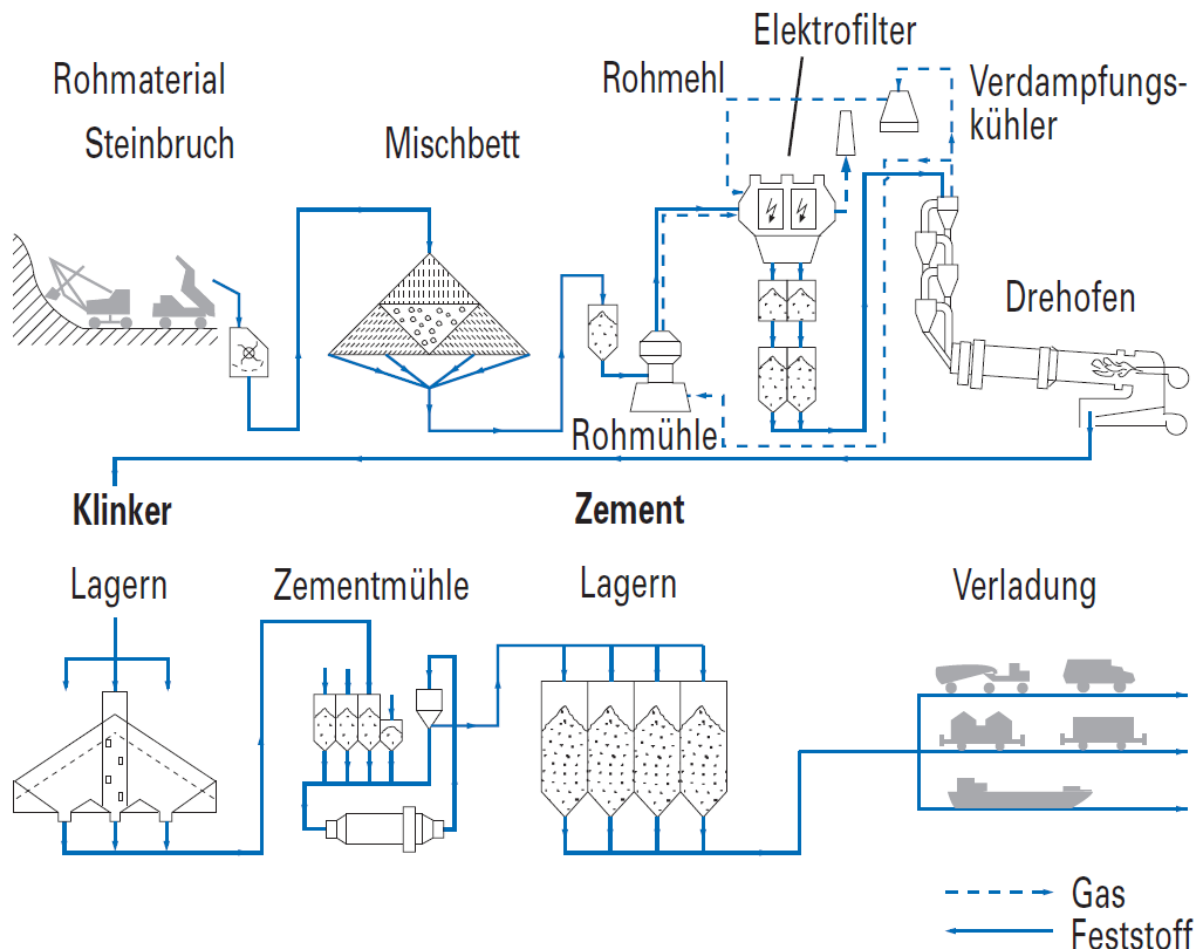 Elektrofilter
Rohmehl
Verdampfungs-
kühler
Rohmaterial
Steinbruch
Mischbett
Drehofen
Rohmühle
Klinker
Zement
Lagern
Zementmühle
Lagern
Verladung
Gas
Feststoff